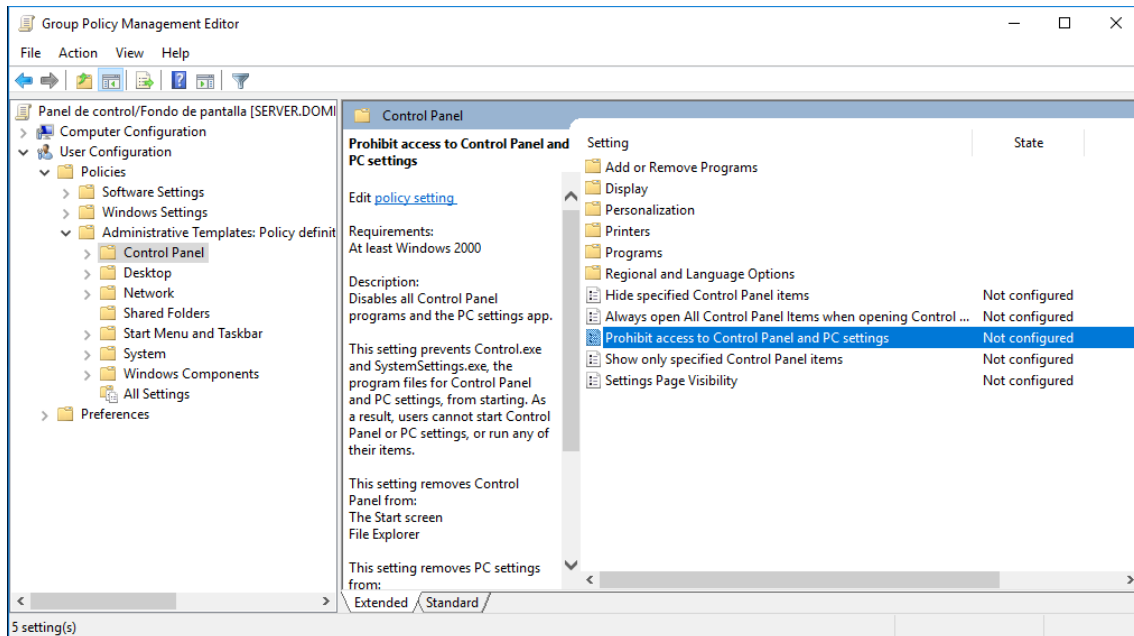 Group Policy Management Editor
File Action View Help
Panel de control/Fondo de pantalla [SERVER.DOMI
Computer Configuration
User Configuration
Policies
Software Settings
Windows Settings
Administrative Templates: Policy definit
Control Panel
Desktop
Network
Shared Folders
Start Menu and Taskbar
System
Windows Components
All Settings
Preferences
Control Panel
Prohibit access to Control Panel and
PC settings
Edit policy setting
Requirements:
At least Windows 2000
Description:
Disables all Control Panel
programs and the PC settings app.
This setting prevents Control.exe
and SystemSettings.exe, the
program files for Control Panel
and PC settings, from starting. As
a result, users cannot start Control
Panel or PC settings, or run any of
their items.
This setting removes Control
Panel from:
The Start screen
File Explorer
This setting removes PC settings
from:
Setting State
Add or Remove Programs
Display
Personalization
Printers
Programs
Regional and Language Options
Hide specified Control Panel items Not configured
Always open All Control Panel Items when opening Control ... Not configured
Prohibit access to Control Panel and PC settings Not configured
Show only specified Control Panel items Not configured
Settings Page Visibility Not configured
Extended Standard
5 setting(s)